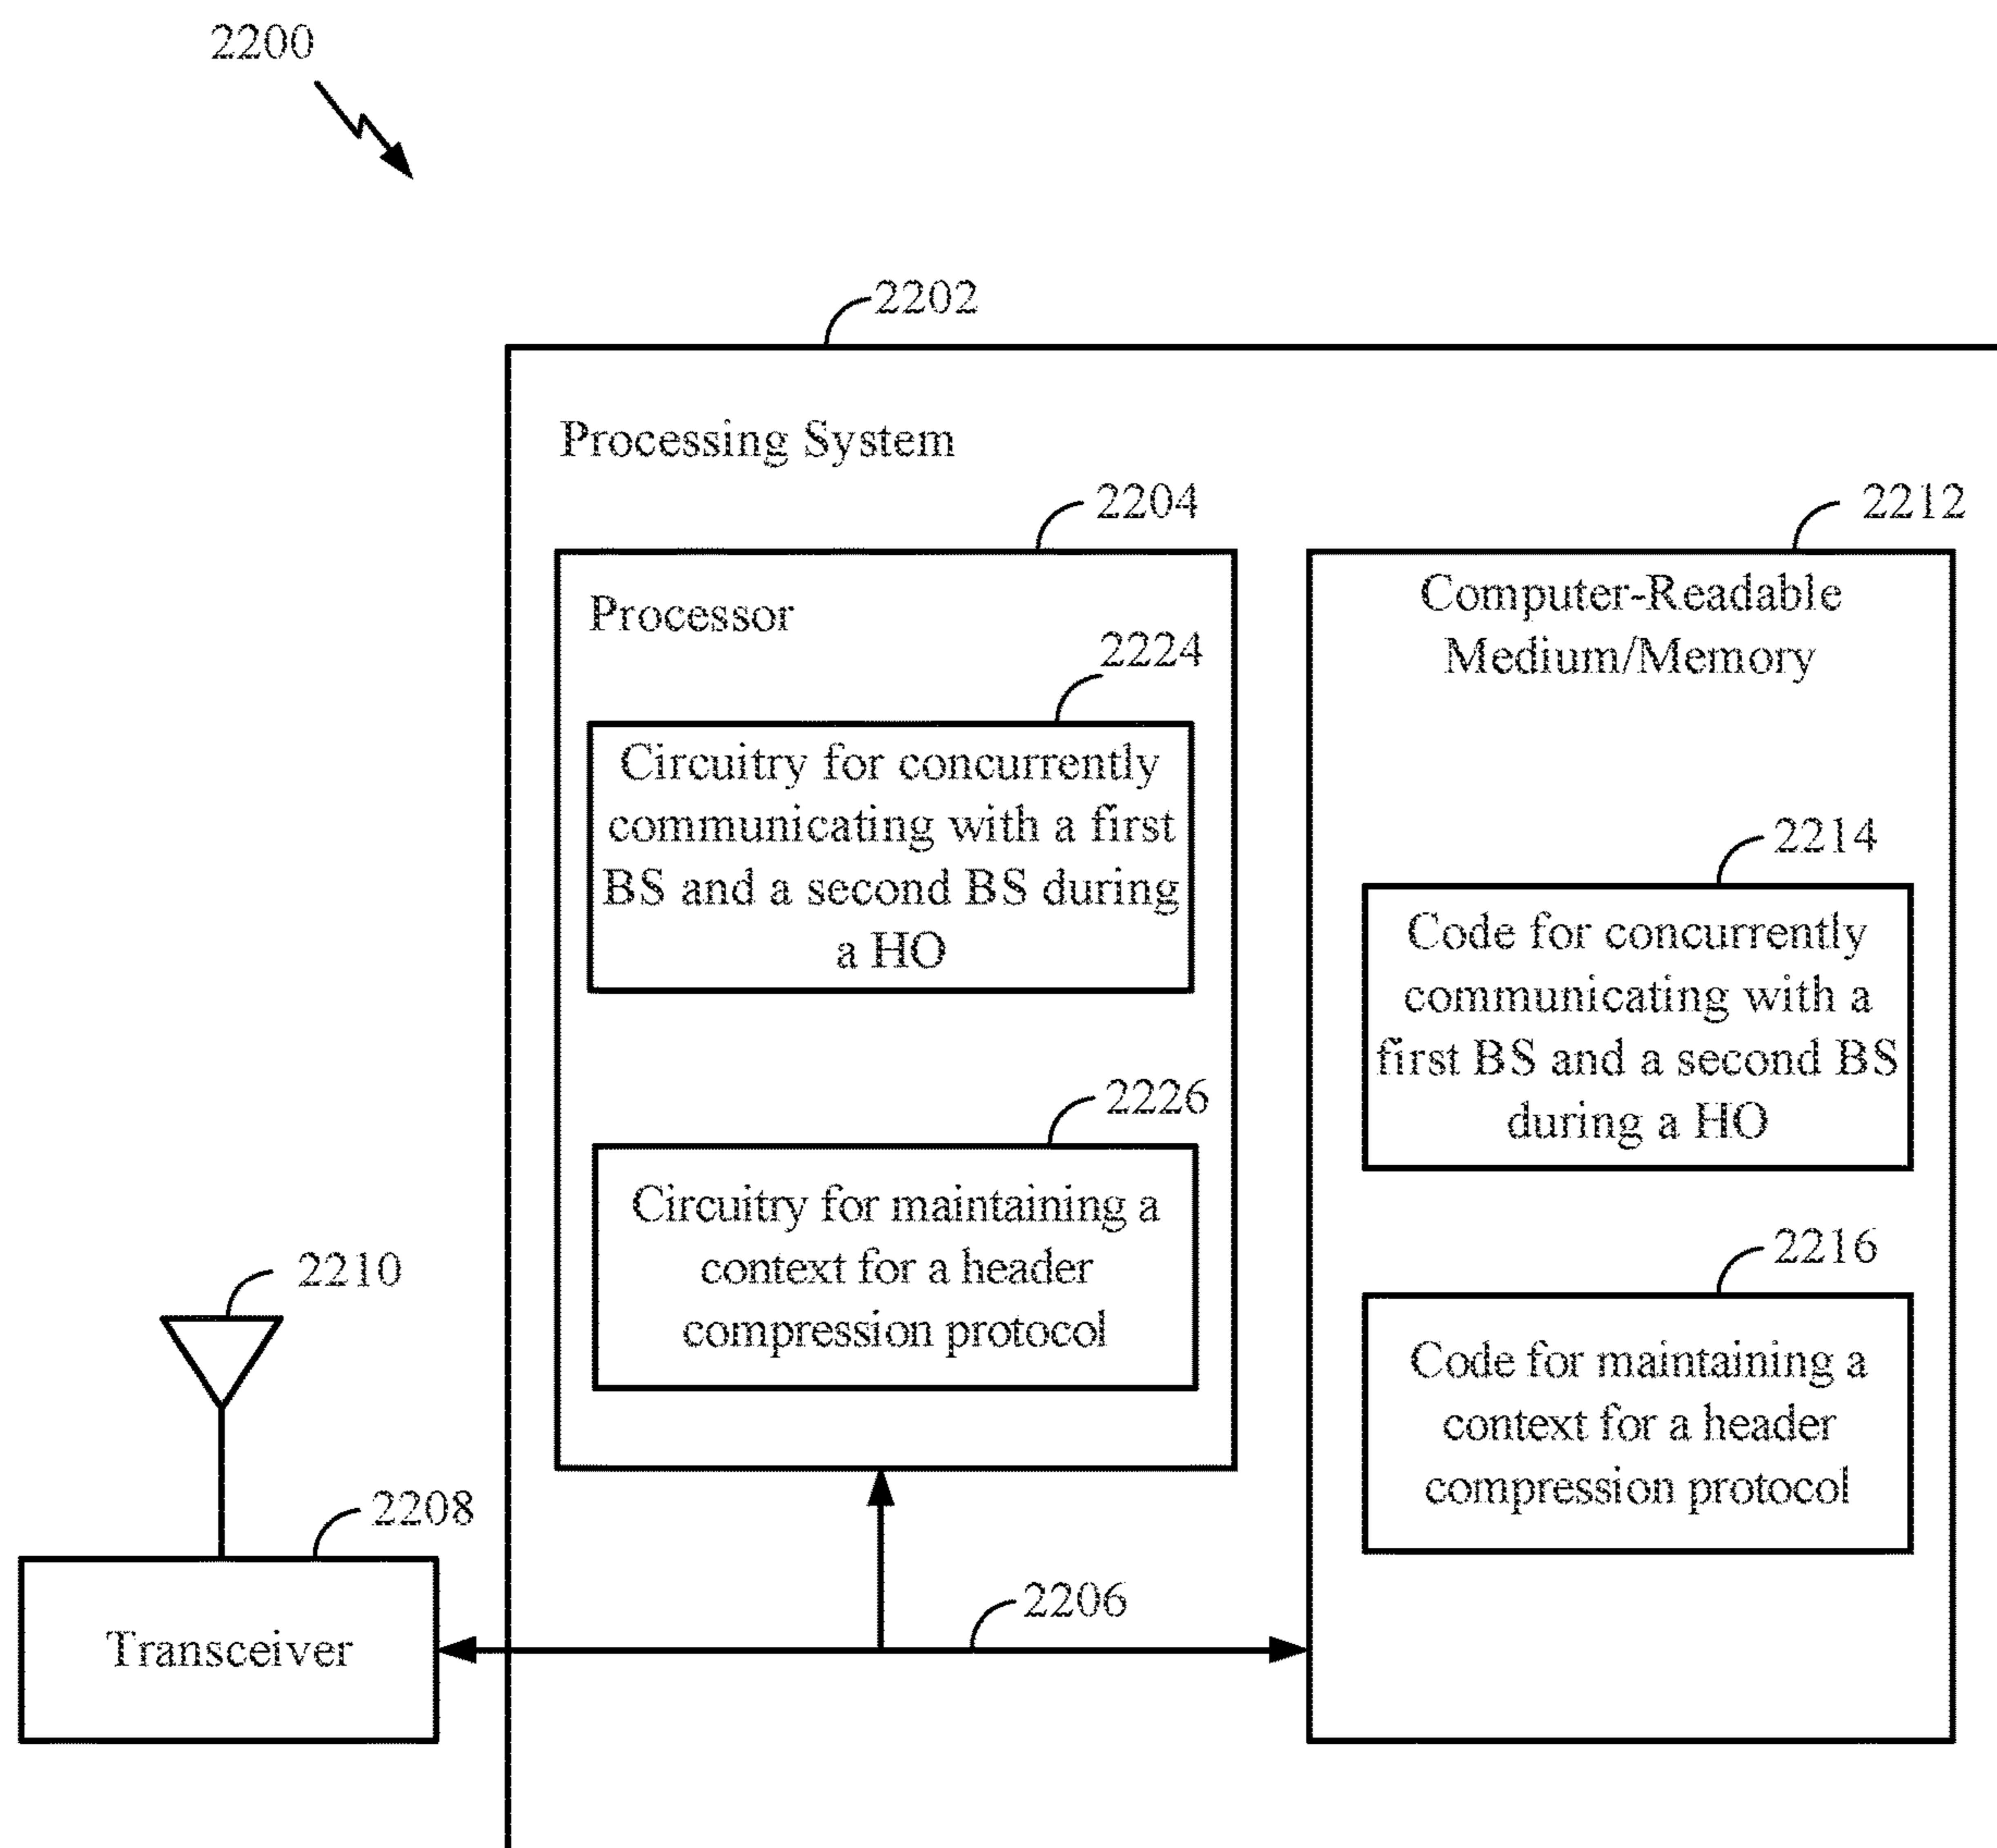 2200
2202
Processing System
2204
2212
Processor
Computer-Readable
Medium/Memory
2224
Circuitry for concurrently
communicating with a first
BS and a second BS during
a HO
2214
Code for concurrently
communicating with a
first BS and a second BS
during a HO
2226
Circuitry for maintaining a
context for a header
compression protocol
2216
Code for maintaining a
context for a header
compression protocol
2210
2208
Transceiver
2206